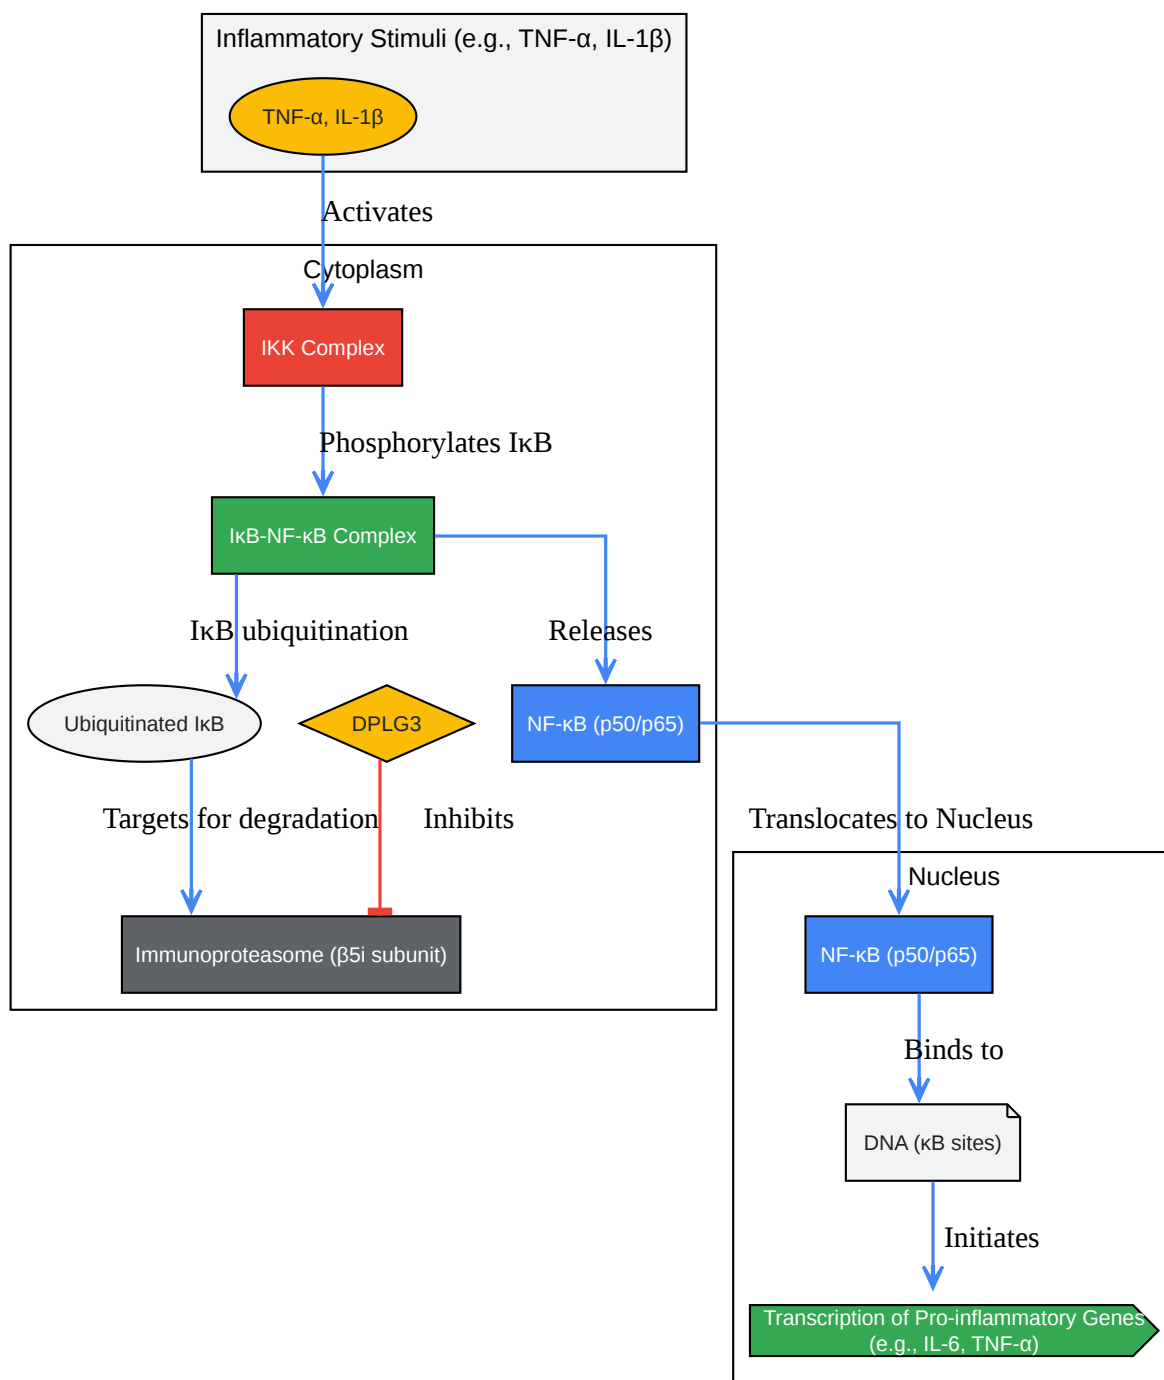 Inflammatory Stimuli (e.g., TNF-α, IL-1β)
TNF-α, IL-1β
Activates
Cytoplasm
IKK Complex
Phosphorylates IκB
IκB-NF-κB Complex
IκB ubiquitination
Releases
Ubiquitinated IκB
DPLG3
NF-κB (p50/p65)
Targets for degradation
Inhibits
Translocates to Nucleus
Nucleus
Immunoproteasome (β5i subunit)
NF-κB (p50/p65)
Binds to
DNA (κB sites)
Initiates
Transcription of Pro-inflammatory Genes
(e.g., IL-6, TNF-α)